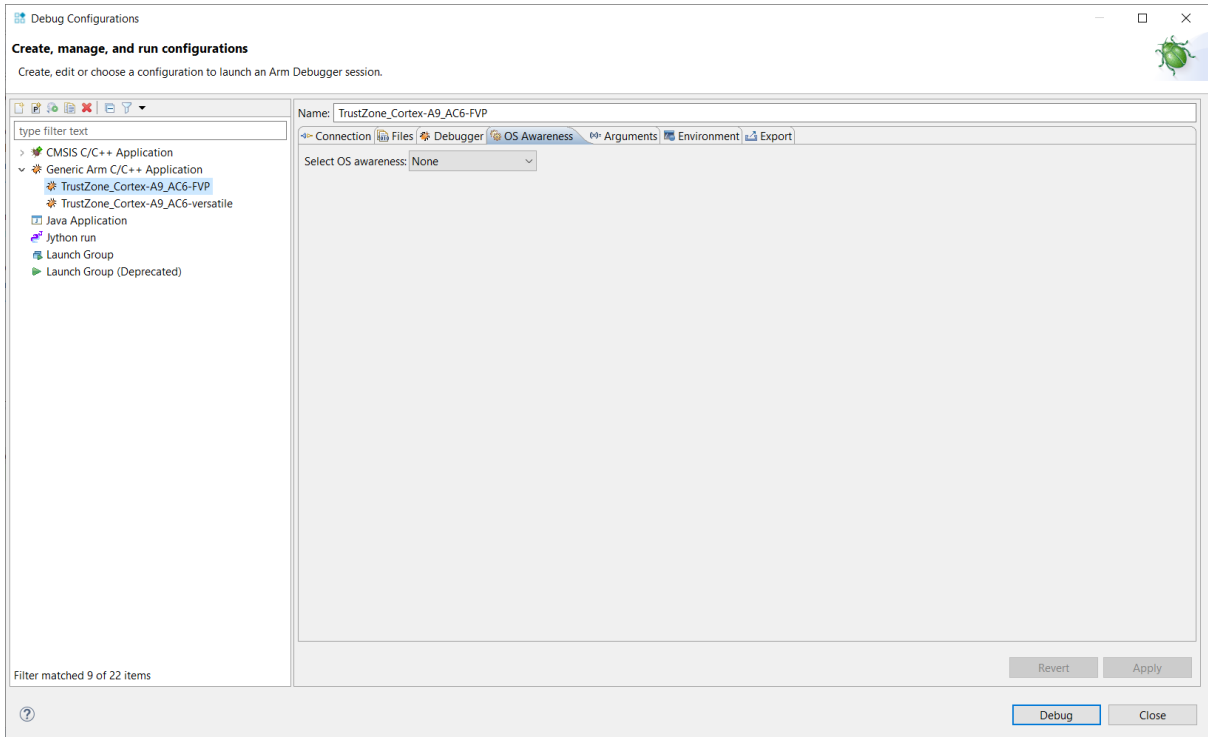 Debug Configurations
Create, manage, and run configurations
Create, edit or choose a configuration to launch an Arm Debugger session.
type filter text
CMSIS C/C++ Application
Generic Arm C/C++ Application
TrustZone_Cortex-A9_AC6-FVP
TrustZone_Cortex-A9_AC6-versatile
Java Application
Jython run
Launch Group
Launch Group (Deprecated)
Filter matched 9 of 22 items
Name: TrustZone_Cortex-A9_AC6-FVP
Connection Files Debugger OS Awareness Arguments Environment Export
Select OS awareness: None
Revert Apply
Debug Close